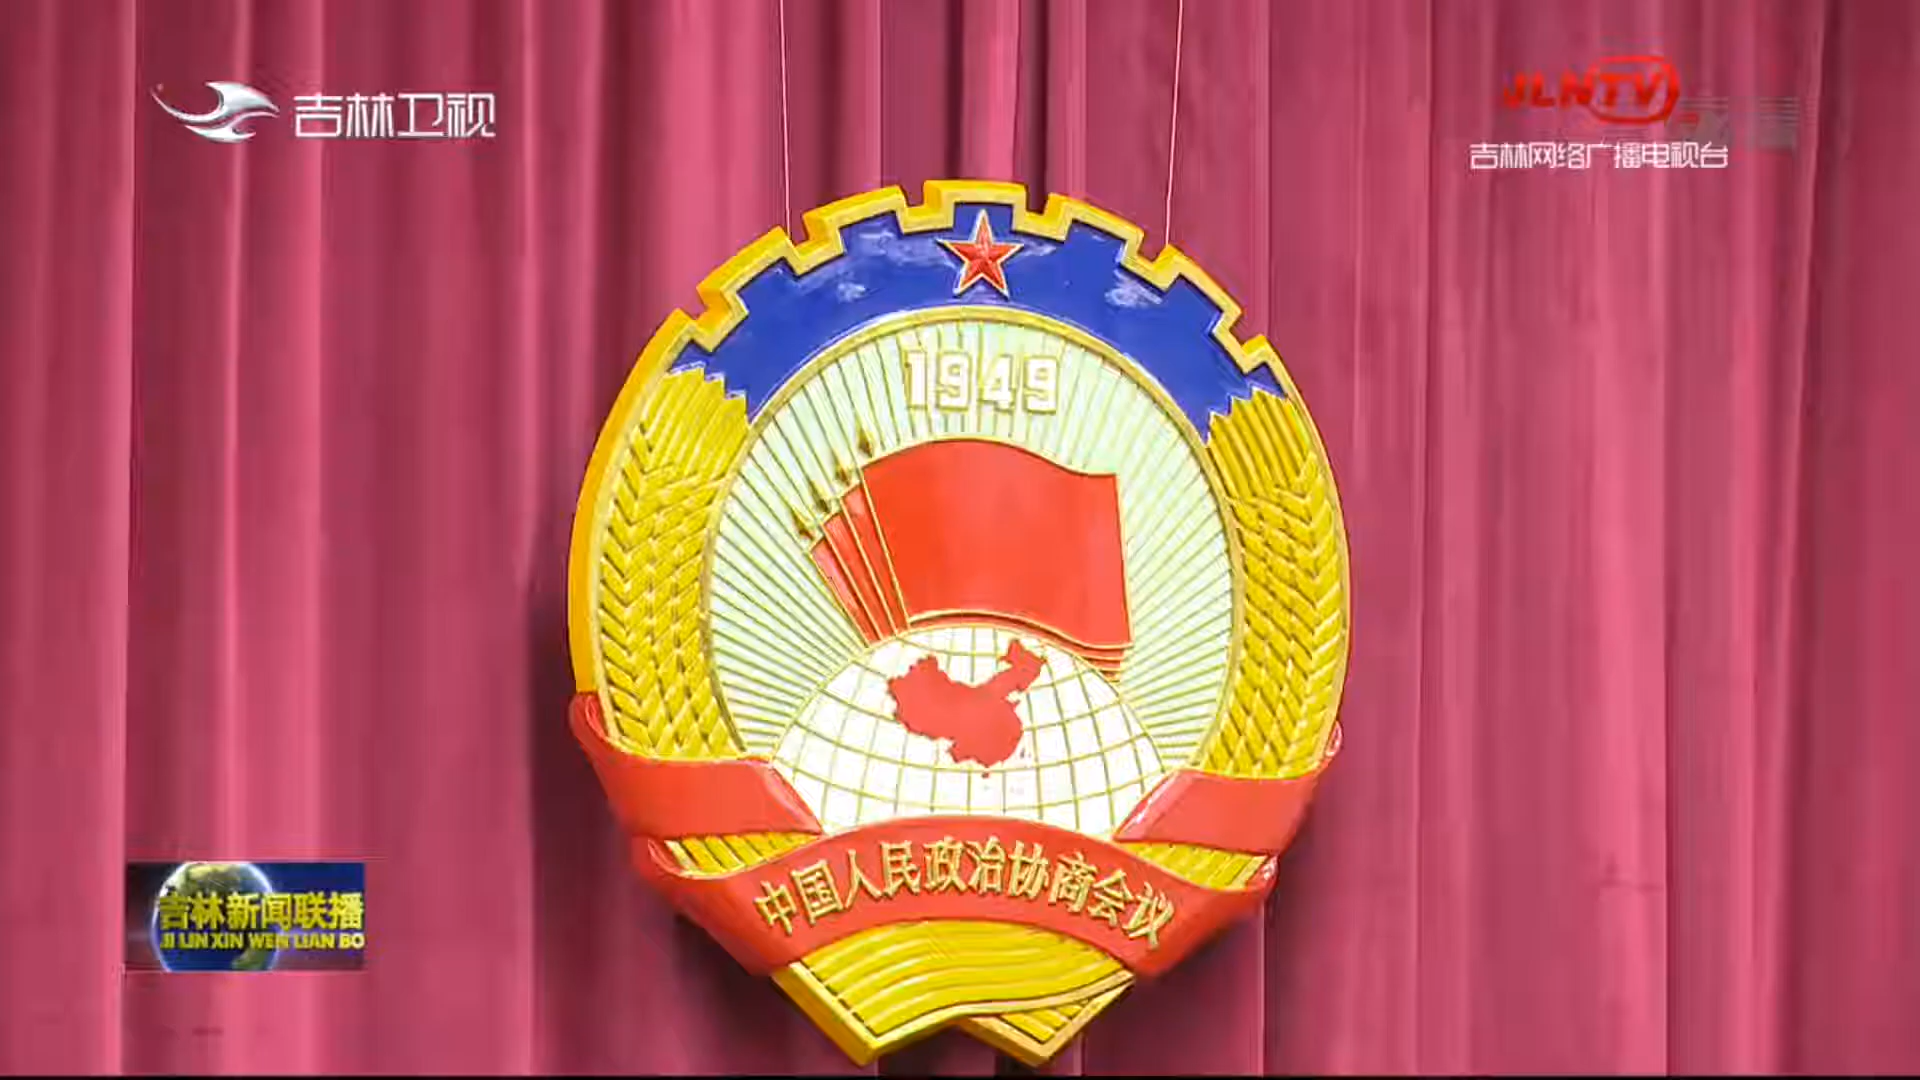 吉林卫视
JLNTV
吉林网络广播电视台
1949
中国人民政治协商会议
吉林新闻联播
JI LIN XIN WEN LIAN BO